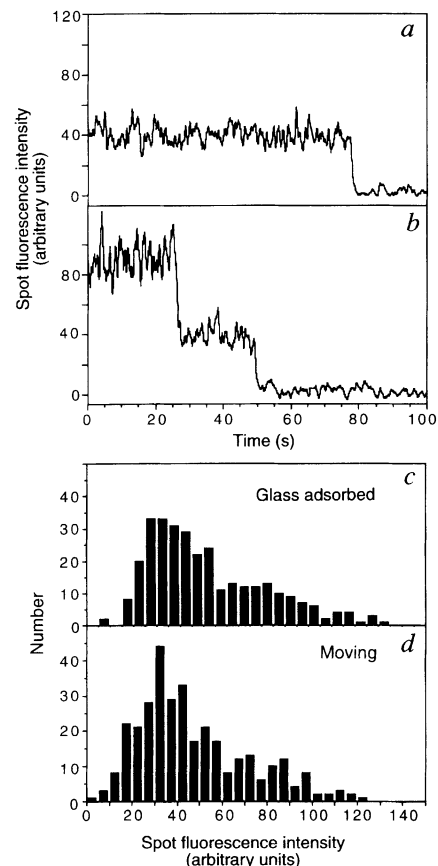 120
80
40
0
a
Spot fluorescence intensity
(arbitrary units)
80
40
0
b
0 20 40 60 80 100
Time (s)
40
30
20
10
0
c
Glass adsorbed
Number
40
30
20
10
0
d
Moving
0 20 40 60 80 100 120 140
Spot fluorescence intensity
(arbitrary units)